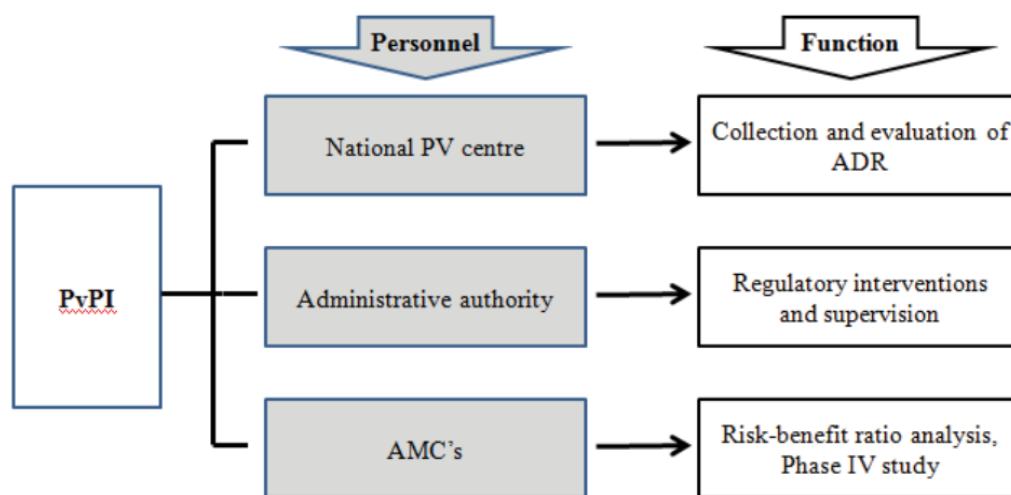 Personnel
Function
National PV centre
Collection and evaluation of
ADR
PvPI
Administrative authority
Regulatory interventions
and supervision
AMC's
Risk-benefit ratio analysis,
Phase IV study